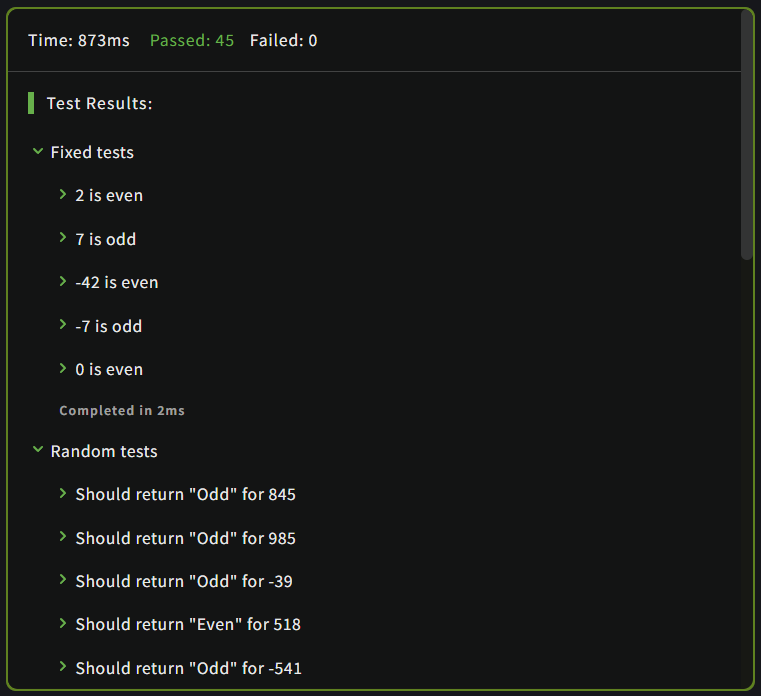 Time: 873ms Passed: 45 Failed: 0
Test Results:
Fixed tests
2 is even
7 is odd
-42 is even
-7 is odd
0 is even
Completed in 2ms
Random tests
Should return "Odd" for 845
Should return "Odd" for 985
Should return "Odd" for -39
Should return "Even" for 518
Should return "Odd" for -541